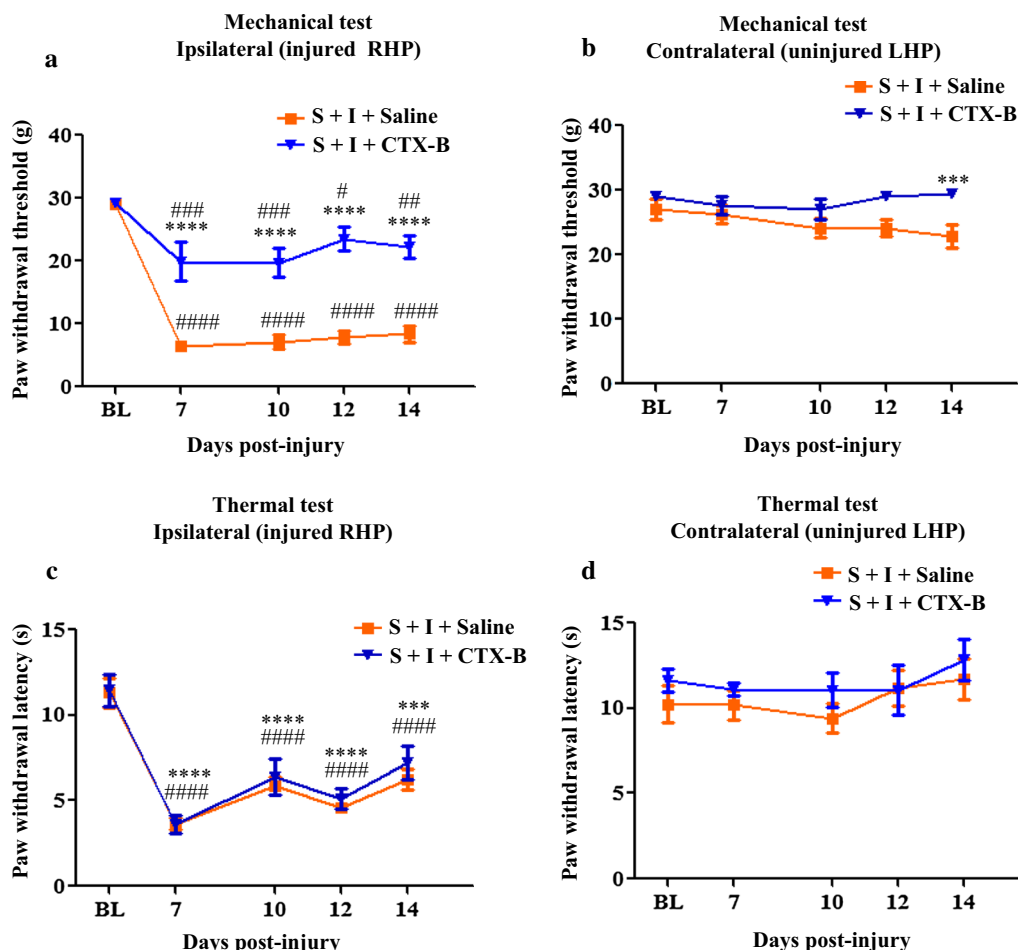 Mechanical test
Ipsilateral (injured RHP)
a
S + I + Saline
S + I + CTX-B
Paw withdrawal threshold (g)
40
30
20
10
0
###
****
###
****
#
****
##
****
####
####
####
####
BL
7
10
12
14
Days post-injury
Mechanical test
Contralateral (uninjured LHP)
b
S + I + Saline
S + I + CTX-B
Paw withdrawal threshold (g)
40
30
20
10
0
***
BL
7
10
12
14
Days post-injury
Thermal test
Ipsilateral (injured RHP)
c
S + I + Saline
S + I + CTX-B
Paw withdrawal latency (s)
15
10
5
0
****
####
****
####
****
####
***
####
BL
7
10
12
14
Days post-injury
Thermal test
Contralateral (uninjured LHP)
d
S + I + Saline
S + I + CTX-B
Paw withdrawal latency (s)
15
10
5
0
BL
7
10
12
14
Days post-injury